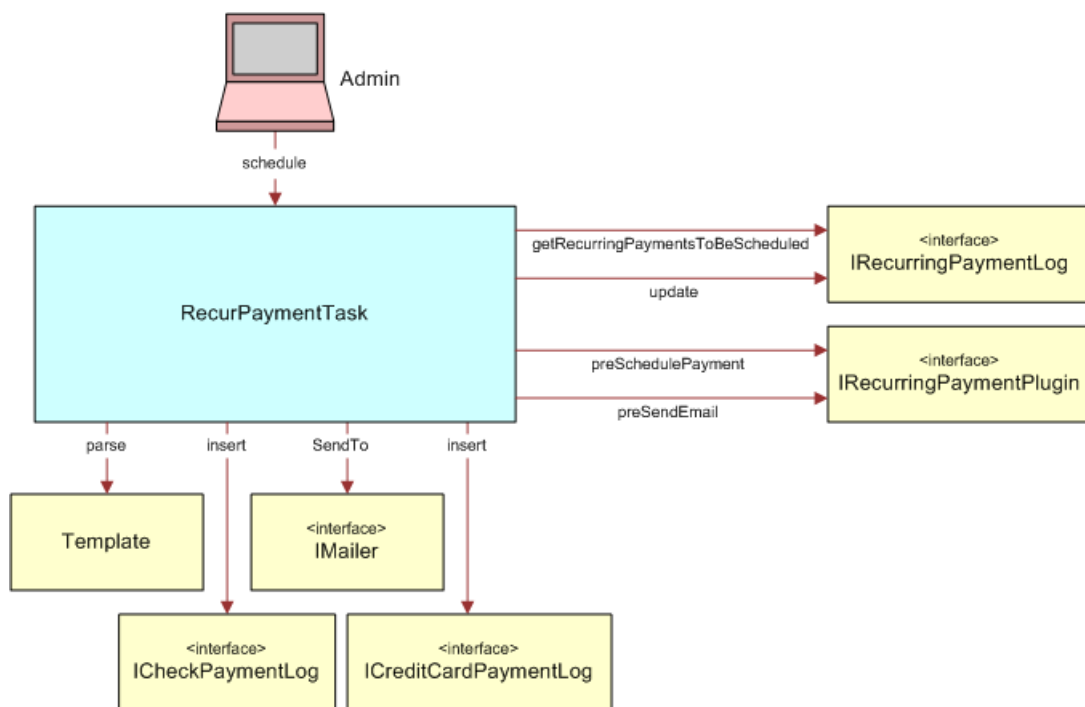 Admin
schedule
getRecurringPaymentsToBeScheduled
<interface>
IRecurringPaymentLog
update
RecurPaymentTask
preSchedulePayment
<interface>
IRecurringPaymentPlugin
preSendEmail
parse
insert
SendTo
insert
Template
<interface>
IMailer
<interface>
ICheckPaymentLog
<interface>
ICreditCardPaymentLog